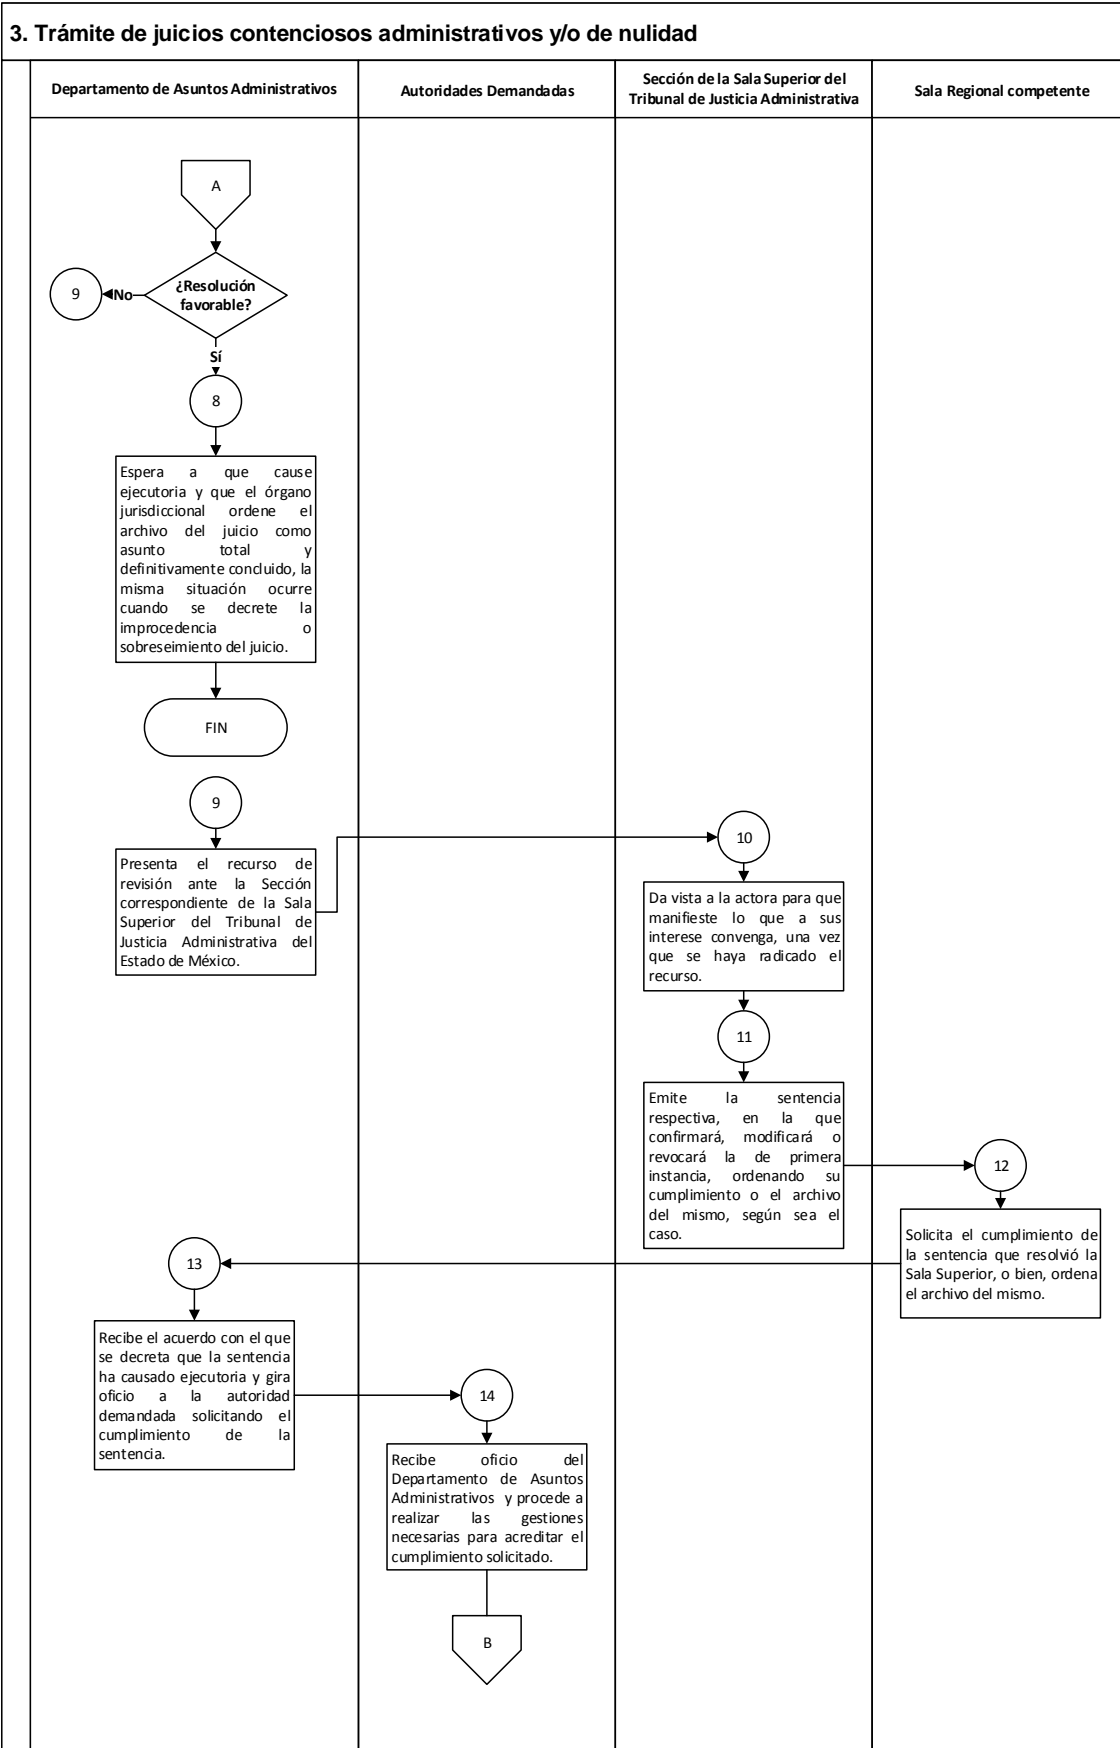 3. Trámite de juicios contenciosos administrativos y/o de nulidad
Departamento de Asuntos Administrativos
Autoridades Demandadas
Sección de la Sala Superior del
Tribunal de Justicia Administrativa
Sala Regional competente
A
¿Resolución
favorable?
No
9
Sí
8
Espera a que cause
ejecutoria y que el órgano
jurisdiccional ordene el
archivo del juicio como
asunto total y
definitivamente concluido, la
misma situación ocurre
cuando se decrete la
improcedencia o
sobreseimiento del juicio.
FIN
9
Presenta el recurso de
revisión ante la Sección
correspondiente de la Sala
Superior del Tribunal de
Justicia Administrativa del
Estado de México.
10
Da vista a la actora para que
manifieste lo que a sus
interese convenga, una vez
que se haya radicado el
recurso.
11
Emite la sentencia
respectiva, en la que
confirmará, modificará o
revocará la de primera
instancia, ordenando su
cumplimiento o el archivo
del mismo, según sea el
caso.
12
Solicita el cumplimiento de
la sentencia que resolvió la
Sala Superior, o bien, ordena
el archivo del mismo.
13
Recibe el acuerdo con el que
se decreta que la sentencia
ha causado ejecutoria y gira
oficio a la autoridad
demandada solicitando el
cumplimiento de la
sentencia.
14
Recibe oficio del
Departamento de Asuntos
Administrativos y procede a
realizar las gestiones
necesarias para acreditar el
cumplimiento solicitado.
B